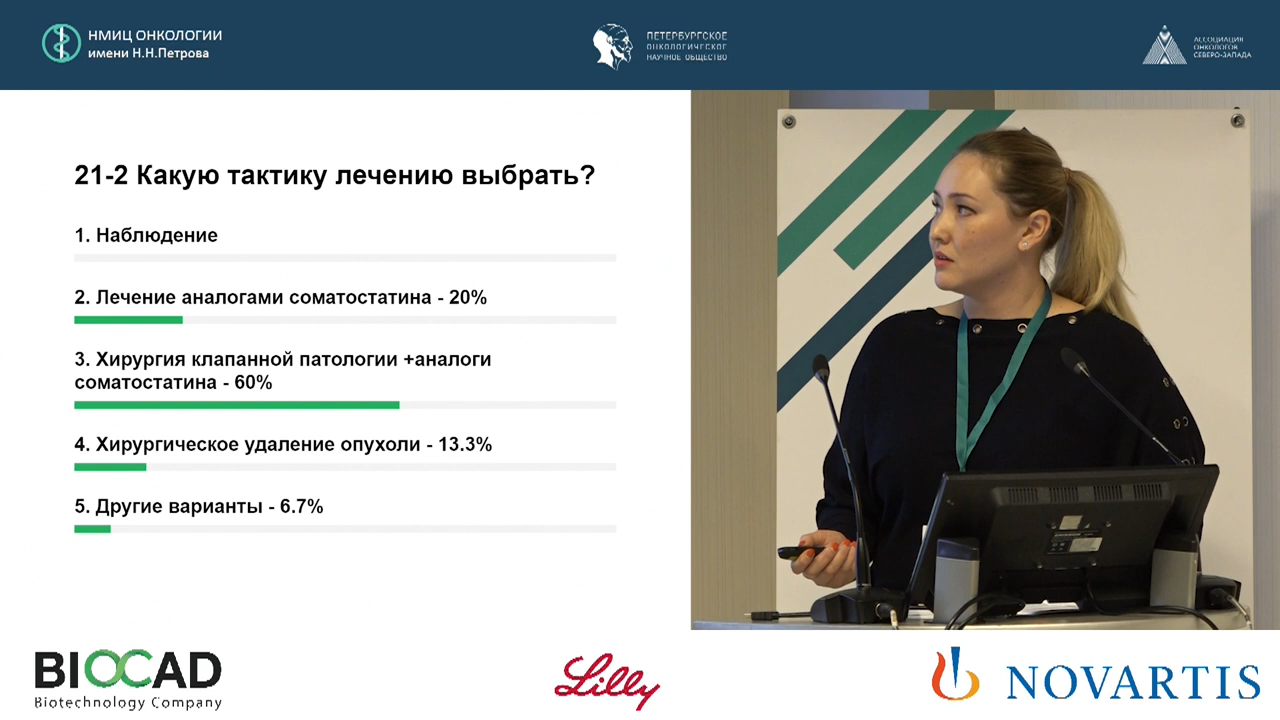 НМИЦ ОНКОЛОГИИ
имени Н.Н.Петрова
ПЕТЕРБУРГСКОЕ
ОНКОЛОГИЧЕСКОЕ
НАУЧНОЕ ОБЩЕСТВО
АССОЦИАЦИЯ
ОНКОЛОГОВ
СЕВЕРО-ЗАПАДА
21-2 Какую тактику лечению выбрать?
1. Наблюдение
2. Лечение аналогами соматостатина - 20%
3. Хирургия клапанной патологии +аналоги
соматостатина - 60%
4. Хирургическое удаление опухоли - 13.3%
5. Другие варианты - 6.7%
BIOCAD
Biotechnology Company
Lilly
NOVARTIS